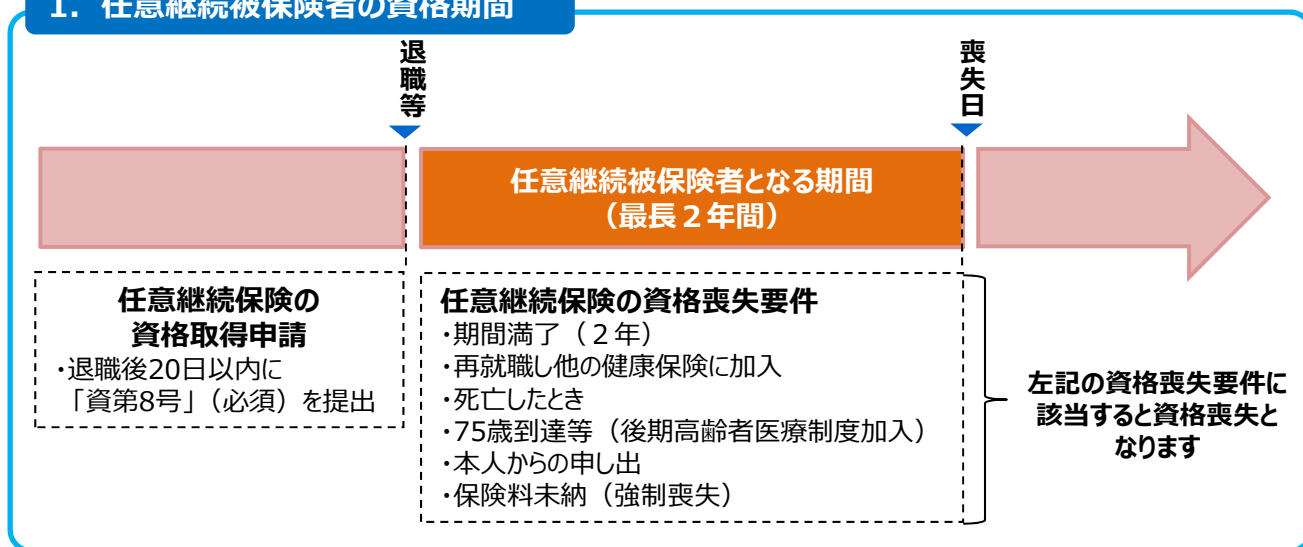 1. 任意継続被保険者の資格期間
退職等
喪失日
任意継続被保険者となる期間
（最長２年間）
任意継続保険の
資格取得申請
・退職後20日以内に
「資第8号」（必須）を提出
任意継続保険の資格喪失要件
・期間満了（２年）
・再就職し他の健康保険に加入
・死亡したとき
・75歳到達等（後期高齢者医療制度加入）
・本人からの申し出
・保険料未納（強制喪失）
左記の資格喪失要件に
該当すると資格喪失と
なります